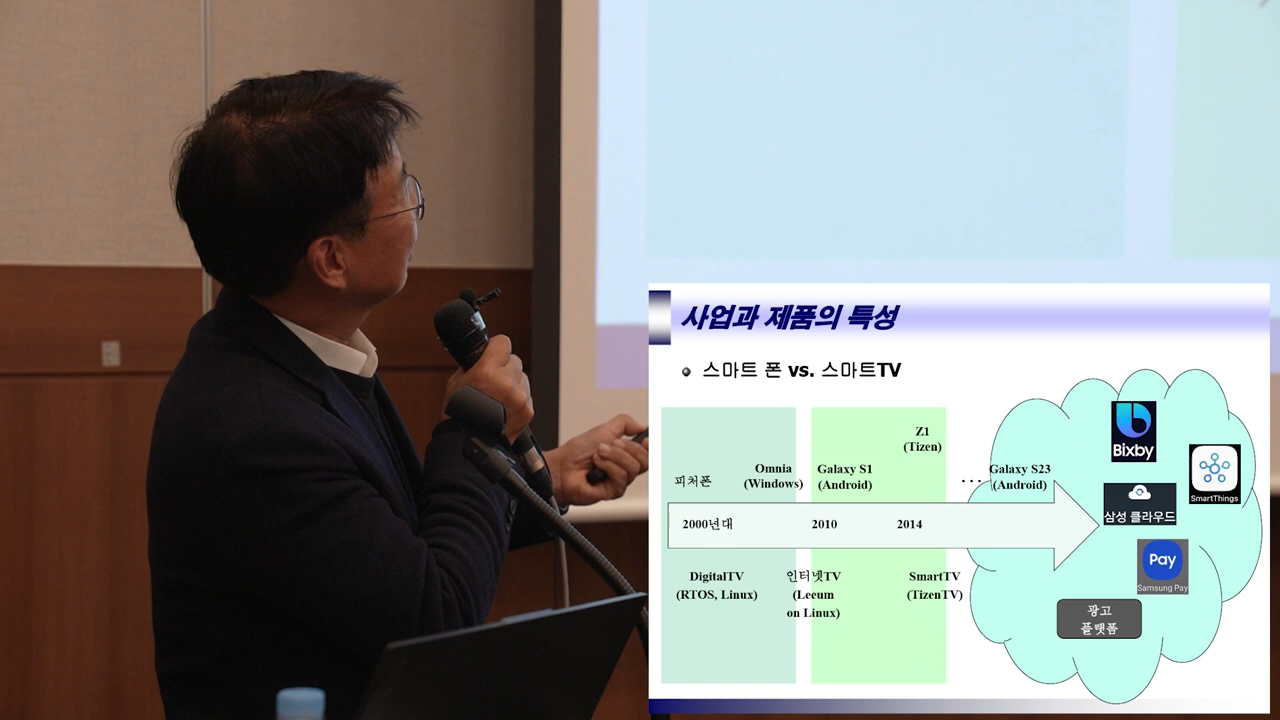 사업과 제품의 특성
스마트 폰 vs. 스마트TV
Z1
(Tizen)
피처폰
Omnia
(Windows)
Galaxy S1
(Android)
...
Galaxy S23
(Android)
2000년대
2010
2014
DigitalTV
(RTOS, Linux)
인터넷TV
(Leeum
on Linux)
SmartTV
(TizenTV)
Bixby
SmartThings
삼성 클라우드
Pay
Samsung Pay
광고
플랫폼